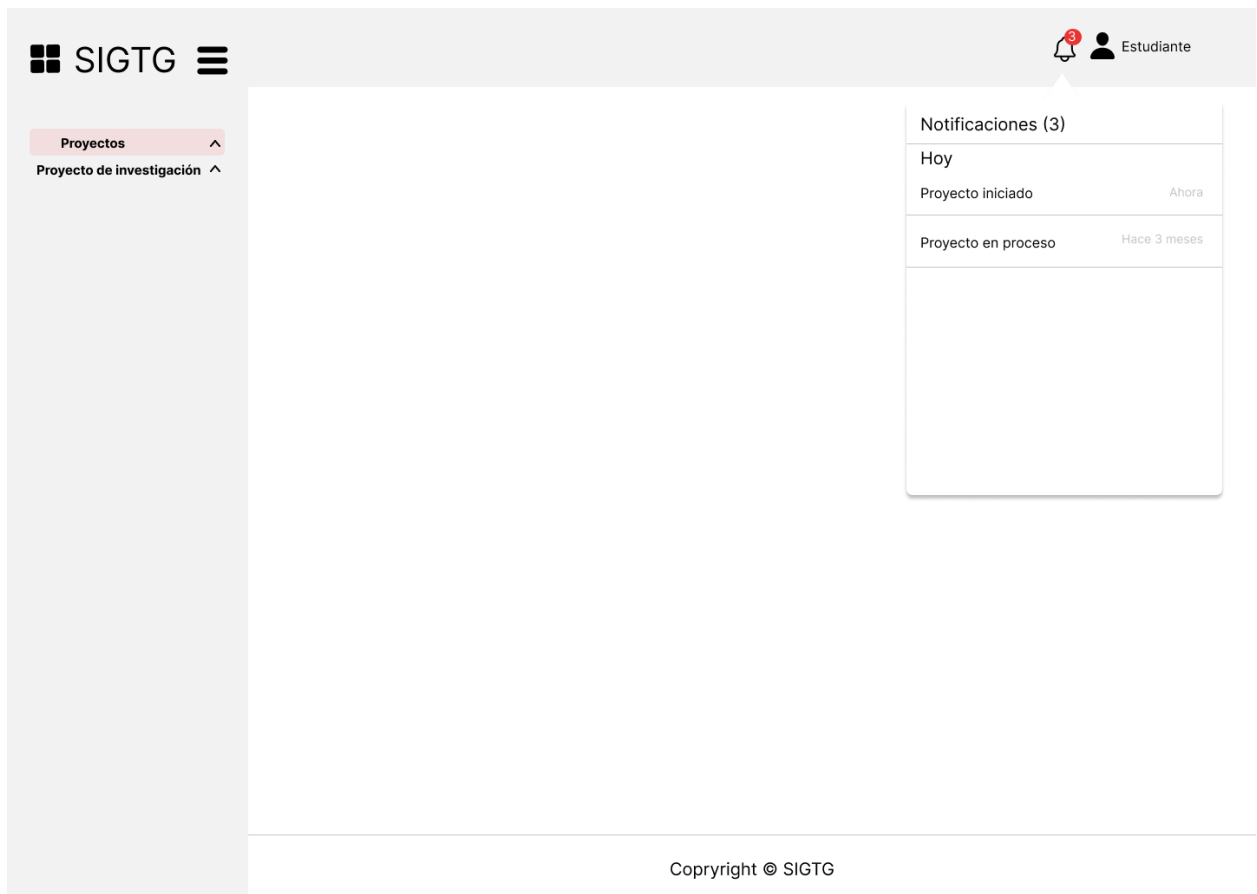 SIGTG
3
Estudiante
Proyectos
Proyecto de investigación
Notificaciones (3)
Hoy
Proyecto iniciado
Ahora
Proyecto en proceso
Hace 3 meses
Copryright © SIGTG